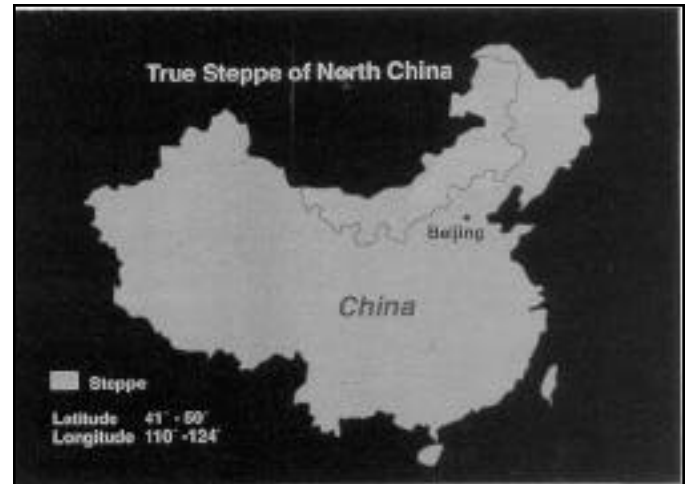 True Steppe of North China
Beijing
China
Steppe
Latitude 41° - 50°
Longitude 110° -124°